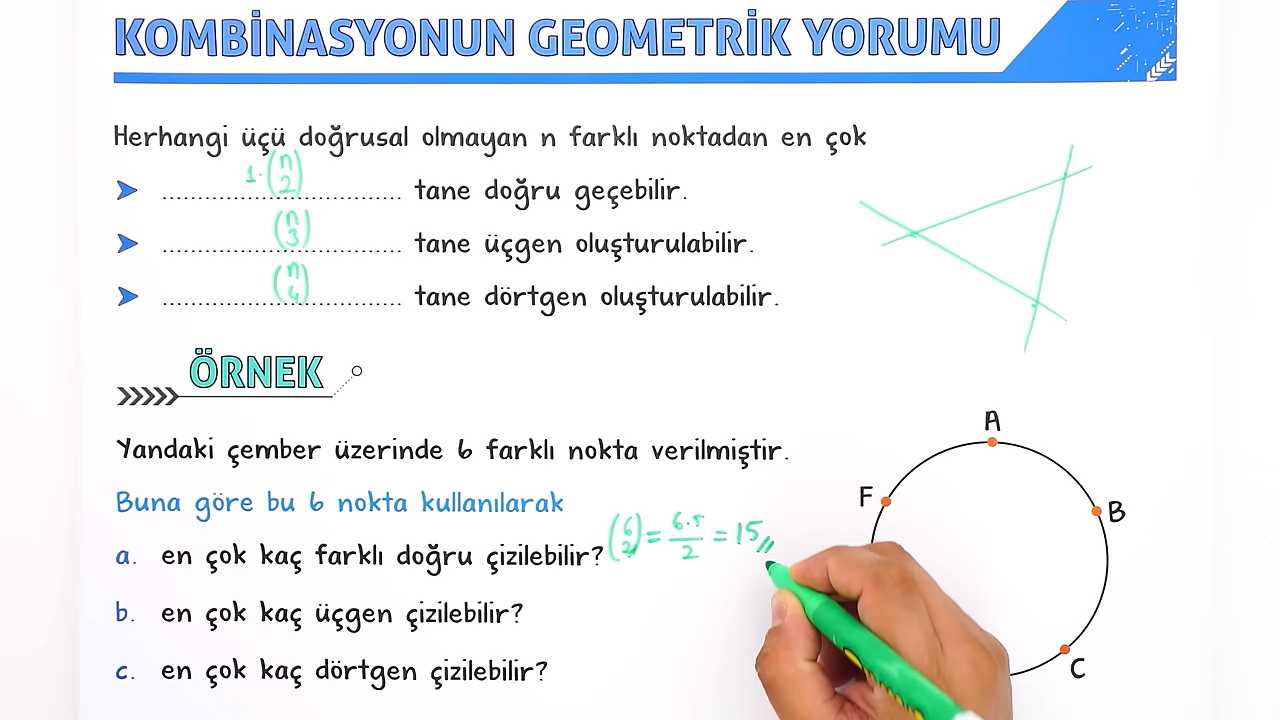 KOMBİNASYONUN GEOMETRİK YORUMU
Herhangi üçü doğrusal olmayan n farklı noktadan en çok
➤ 1·(n 2) tane doğru geçebilir.
➤ (n 3) tane üçgen oluşturulabilir.
➤ (n 4) tane dörtgen oluşturulabilir.
ÖRNEK
Yandaki çember üzerinde 6 farklı nokta verilmiştir.
Buna göre bu 6 nokta kullanılarak
a. en çok kaç farklı doğru çizilebilir? (6 2) = 6·5/2 = 15
b. en çok kaç üçgen çizilebilir?
c. en çok kaç dörtgen çizilebilir?
A
F
B
C